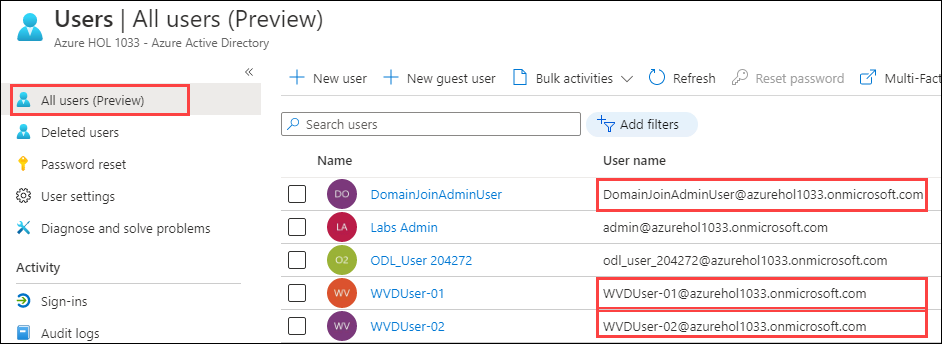 Users | All users (Preview)
Azure HOL 1033 - Azure Active Directory
«
All users (Preview)
Deleted users
Password reset
User settings
Diagnose and solve problems
Activity
Sign-ins
Audit logs
New user New guest user Bulk activities Refresh Reset password Multi-Fact
Search users Add filters
Name User name
DO DomainJoinAdminUser DomainJoinAdminUser@azurehol1033.onmicrosoft.com
LA Labs Admin admin@azurehol1033.onmicrosoft.com
O2 ODL_User 204272 odl_user_204272@azurehol1033.onmicrosoft.com
WV WVDUser-01 WVDUser-01@azurehol1033.onmicrosoft.com
WV WVDUser-02 WVDUser-02@azurehol1033.onmicrosoft.com